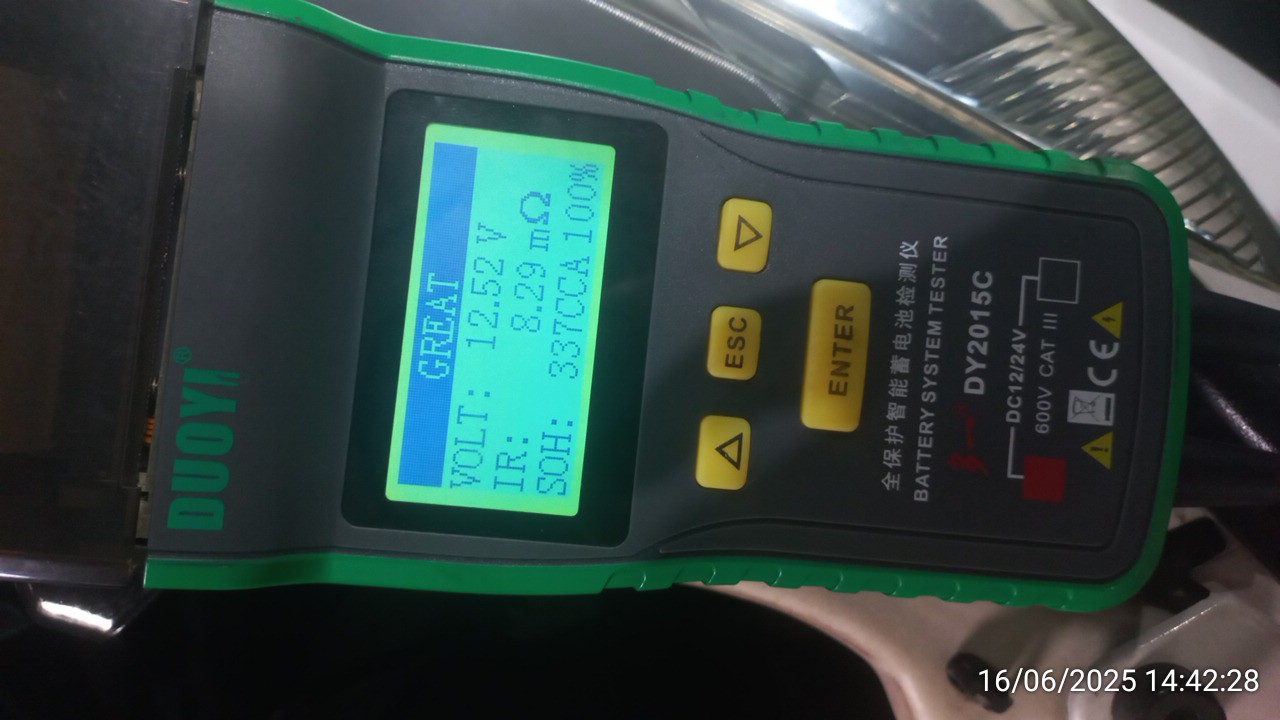 DUOYI®
GREAT
VOLT: 12.52 V
IR: 8.29 mΩ
SOH: 337CCA 100%
ESC
ENTER
全保护智能蓄电池检测仪
BATTERY SYSTEM TESTER
多一® DY2015C
DC12/24V
600V CAT III
CE
16/06/2025 14:42:28